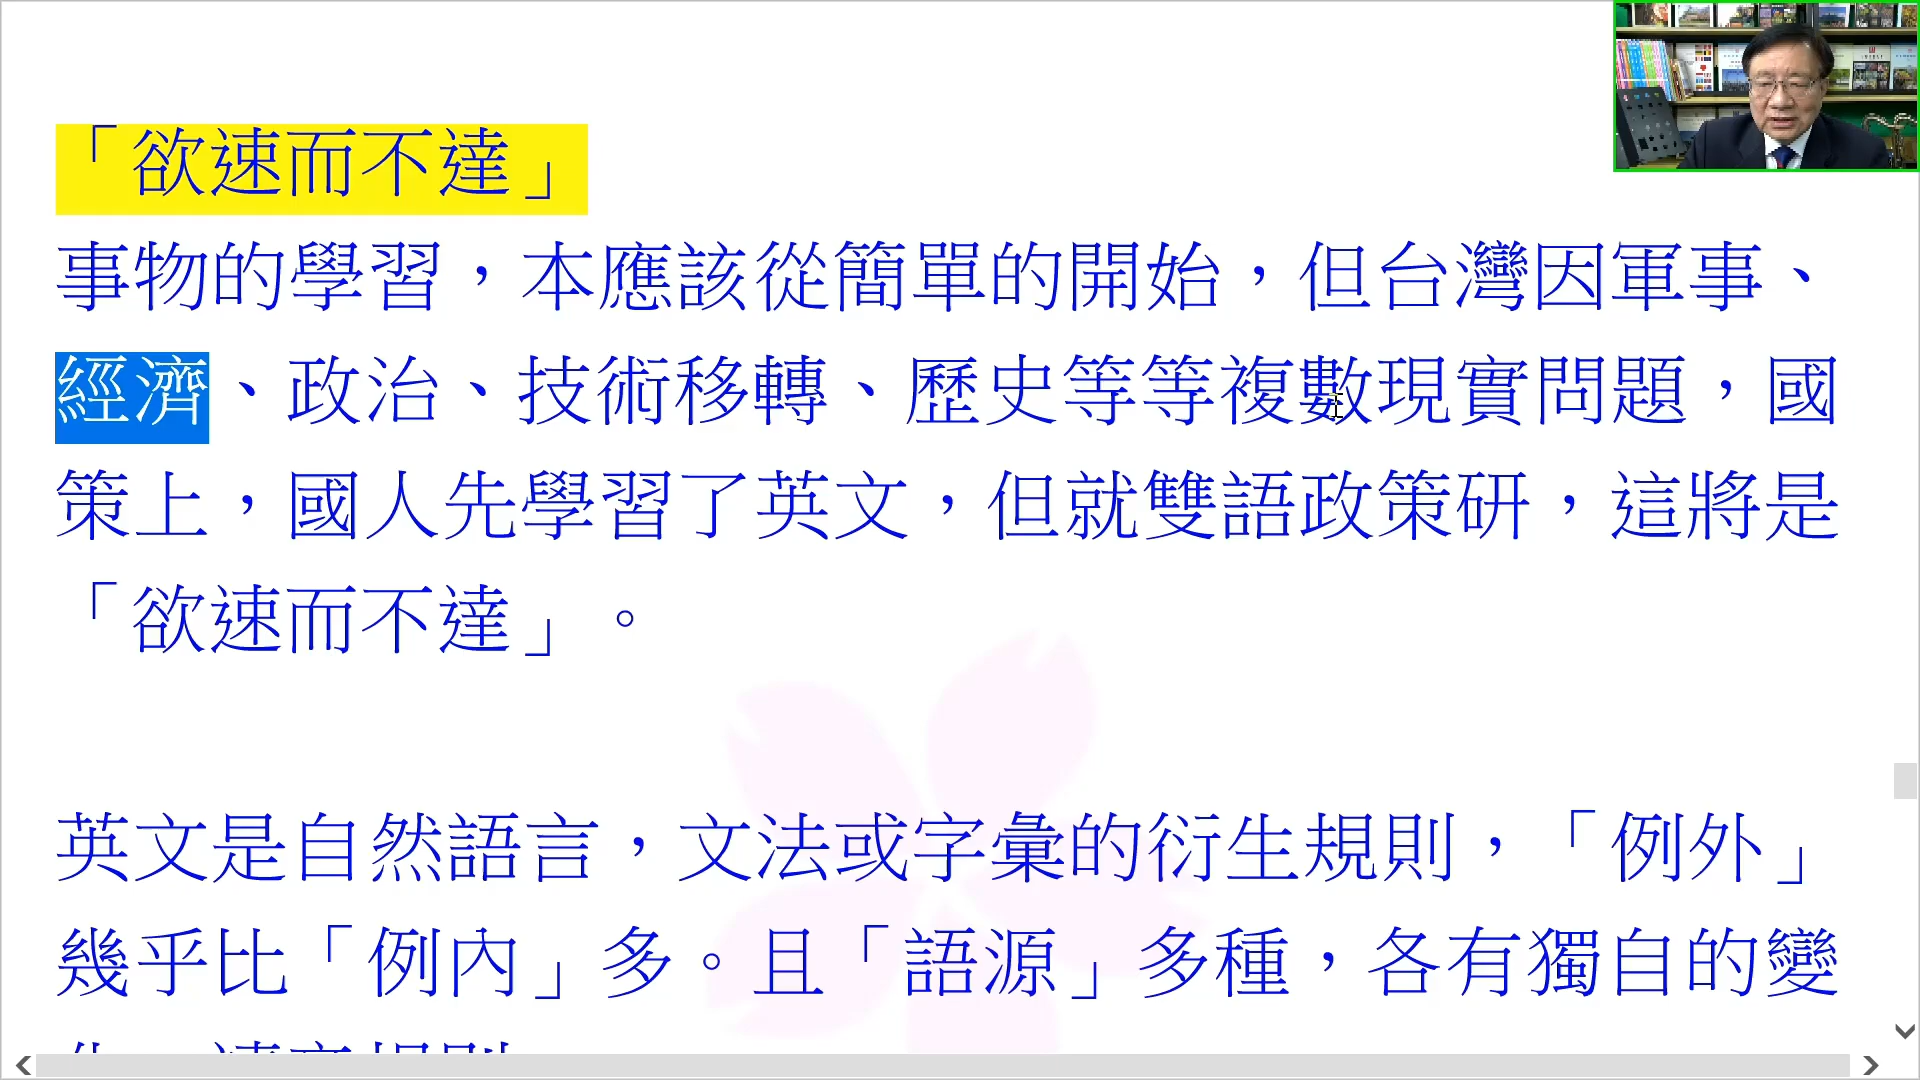 「欲速而不達」
事物的學習，本應該從簡單的開始，但台灣因軍事、
經濟、政治、技術移轉、歷史等等複數現實問題，國
策上，國人先學習了英文，但就雙語政策研，這將是
「欲速而不達」。
英文是自然語言，文法或字彙的衍生規則，「例外」
幾乎比「例內」多。且「語源」多種，各有獨自的變